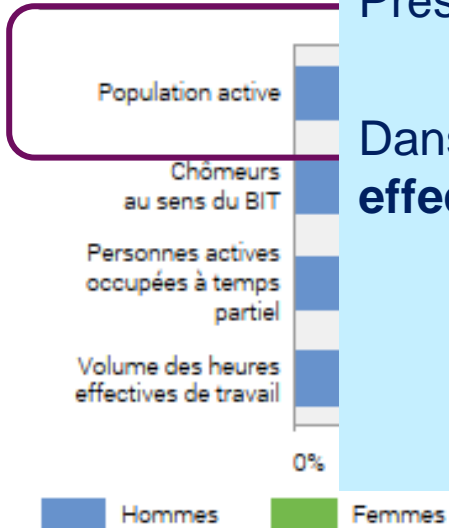 Population active
Chômeurs
au sens du BIT
Personnes actives
occupées à temps
partiel
Volume des heures
effectives de travail
0%
Hommes
Femmes
Dans